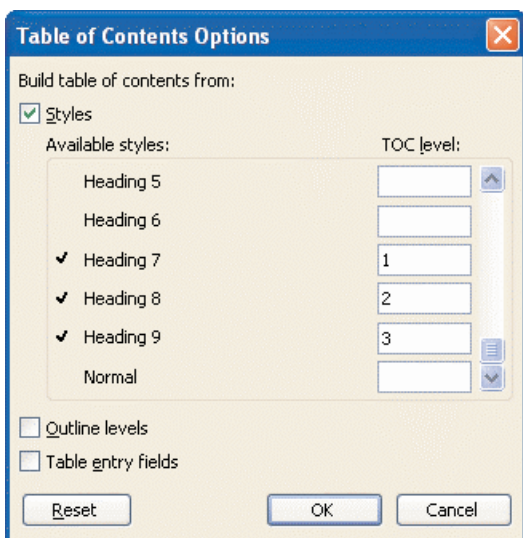 Table of Contents Options
Build table of contents from:
Styles
Available styles: TOC level:
Heading 5
Heading 6
Heading 7 1
Heading 8 2
Heading 9 3
Normal
Outline levels
Table entry fields
Reset OK Cancel